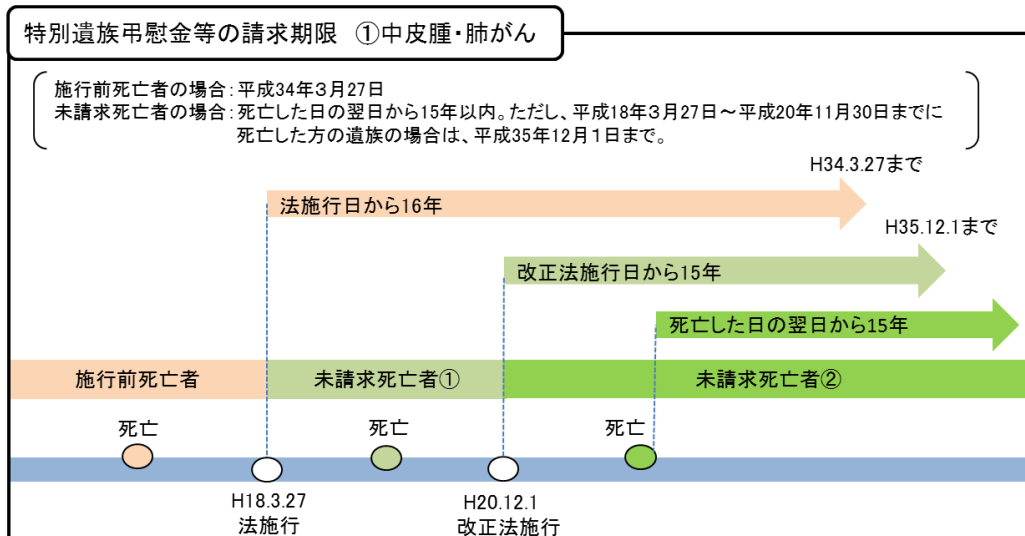 特別遺族弔慰金等の請求期限 ①中皮腫・肺がん
施行前死亡者の場合:平成34年3月27日
未請求死亡者の場合:死亡した日の翌日から15年以内。ただし、平成18年3月27日～平成20年11月30日までに
死亡した方の遺族の場合は、平成35年12月1日まで。
H34.3.27まで
法施行日から16年
H35.12.1まで
改正法施行日から15年
死亡した日の翌日から15年
施行前死亡者
未請求死亡者①
未請求死亡者②
死亡
死亡
死亡
H18.3.27
法施行
H20.12.1
改正法施行